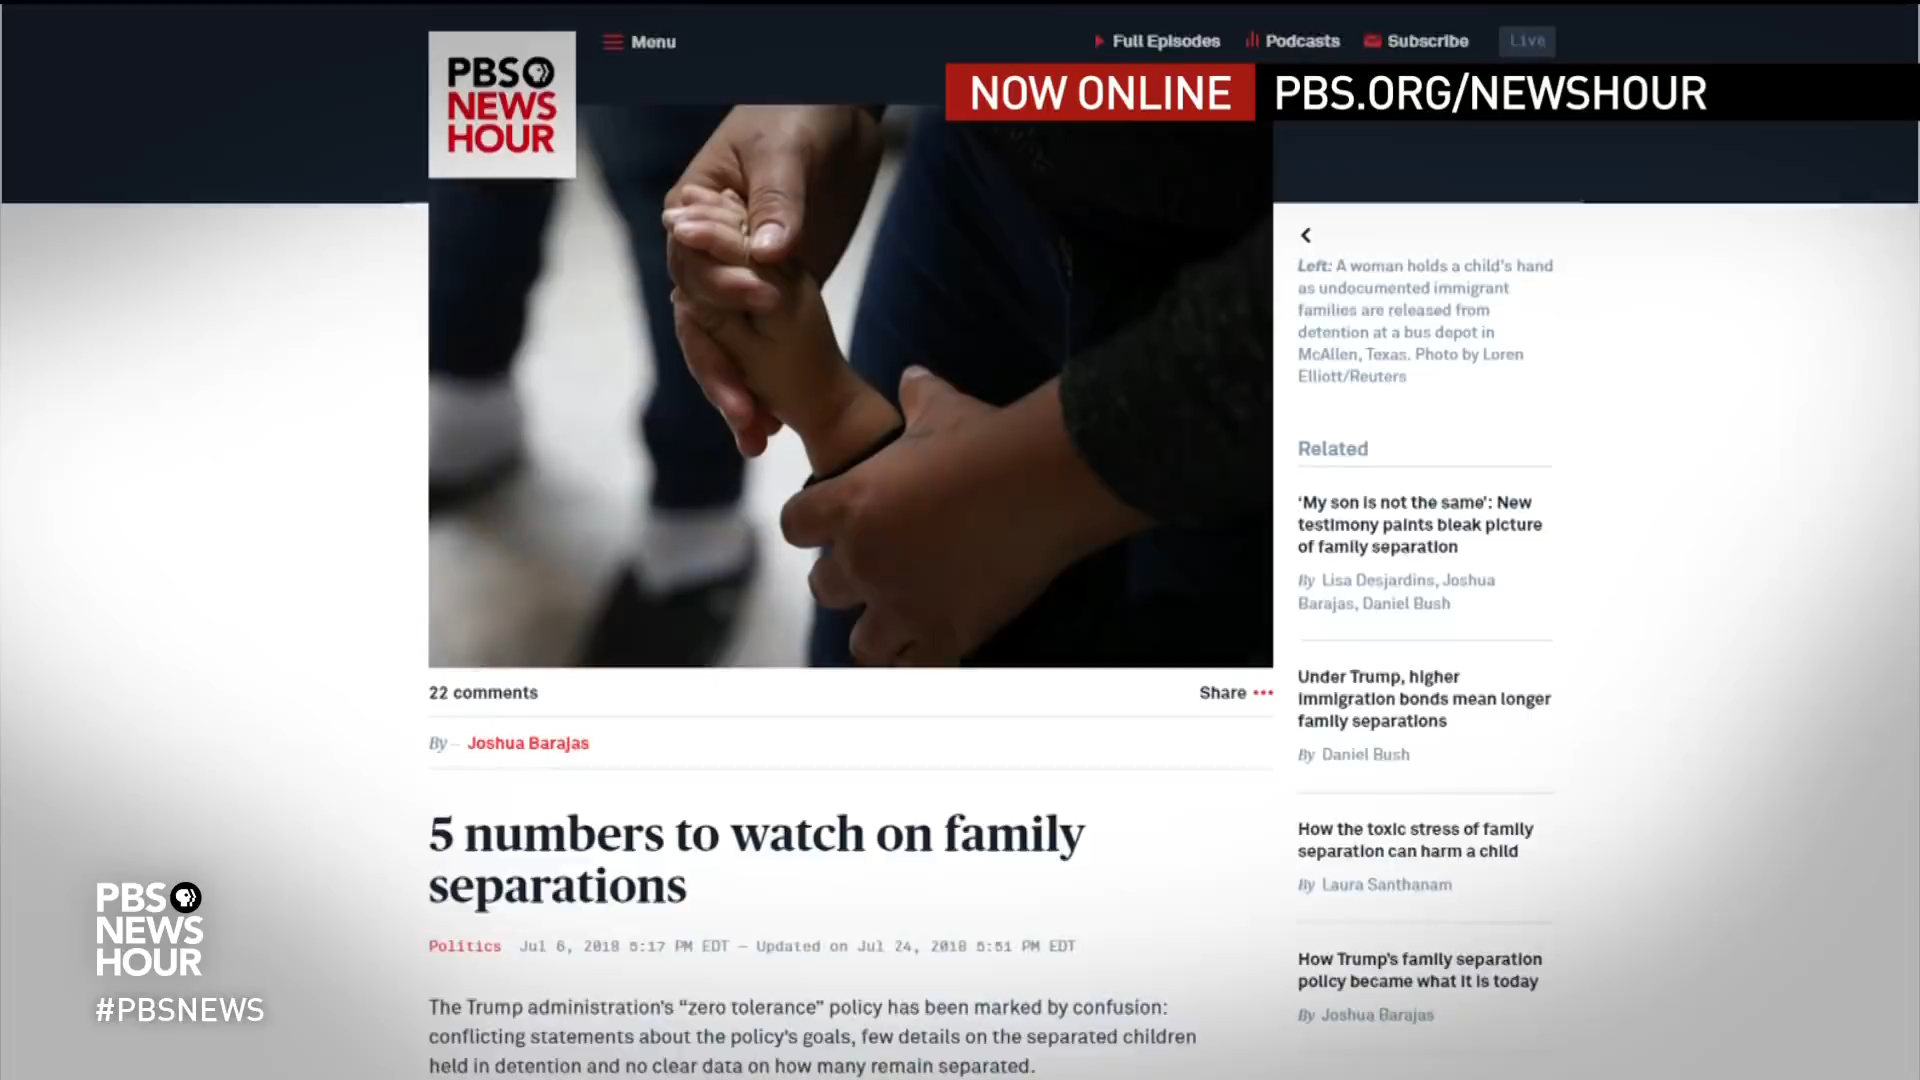 PBS
NEWS
HOUR
Menu
Full Episodes
Podcasts
Subscribe
Live
NOW ONLINE
PBS.ORG/NEWSHOUR
Left: A woman holds a child's hand
as undocumented immigrant
families are released from
detention at a bus depot in
McAllen, Texas. Photo by Loren
Elliott/Reuters
Related
‘My son is not the same’: New
testimony paints bleak picture
of family separation
By Lisa Desjardins, Joshua
Barajas, Daniel Bush
Under Trump, higher
immigration bonds mean longer
family separations
By Daniel Bush
How the toxic stress of family
separation can harm a child
By Laura Santhanam
How Trump's family separation
policy became what it is today
By Joshua Barajas
22 comments
Share
By — Joshua Barajas
5 numbers to watch on family
separations
Politics Jul 6, 2018 5:17 PM EDT — Updated on Jul 24, 2018 5:51 PM EDT
The Trump administration's “zero tolerance” policy has been marked by confusion:
conflicting statements about the policy's goals, few details on the separated children
held in detention and no clear data on how many remain separated.
PBS
NEWS
HOUR
#PBSNEWS